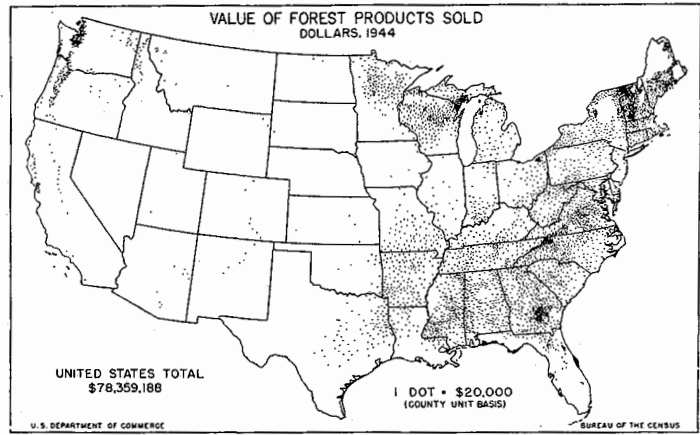 VALUE OF FOREST PRODUCTS SOLD
DOLLARS, 1944
UNITED STATES TOTAL
$78,359,188
1 DOT = $20,000
(COUNTY UNIT BASIS)
U.S. DEPARTMENT OF COMMERCE
BUREAU OF THE CENSUS